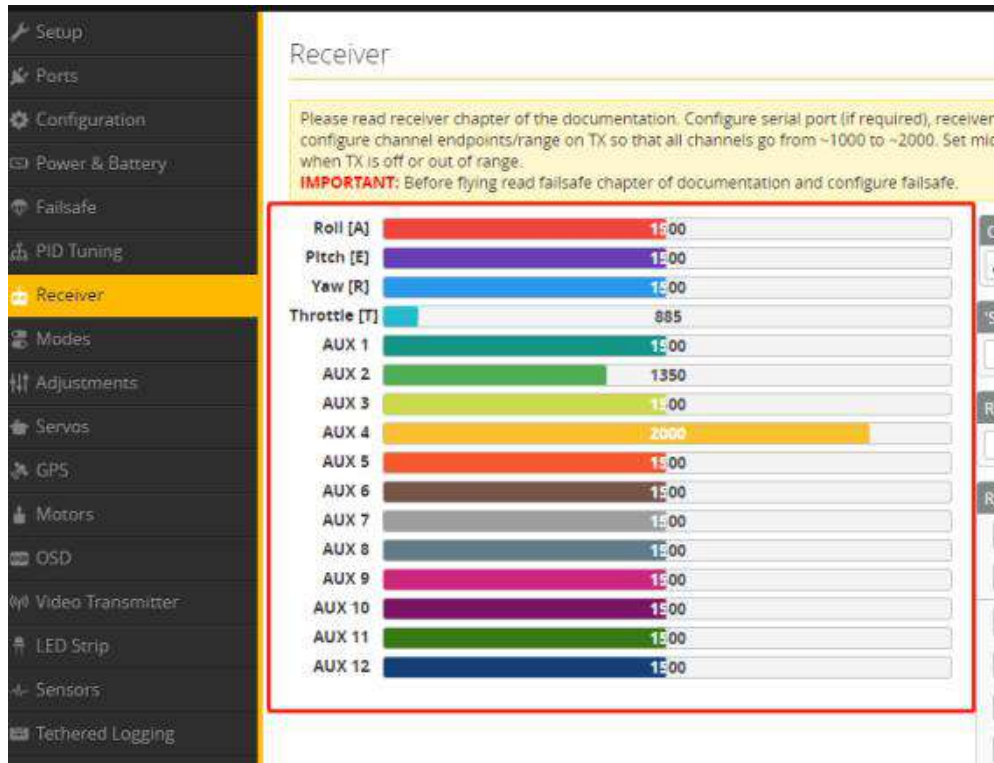 Setup
Ports
Configuration
Power & Battery
Failsafe
PID Tuning
Receiver
Modes
Adjustments
Servos
GPS
Motors
OSD
Video Transmitter
LED Strip
Sensors
Tethered Logging
Receiver
Please read receiver chapter of the documentation. Configure serial port (if required), receiver
configure channel endpoints/range on TX so that all channels go from ~1000 to ~2000. Set mid
when TX is off or out of range.
IMPORTANT: Before flying read failsafe chapter of documentation and configure failsafe.
Roll [A] 1500
Pitch [E] 1500
Yaw [R] 1500
Throttle [T] 885
AUX 1 1500
AUX 2 1350
AUX 3 1500
AUX 4 2000
AUX 5 1500
AUX 6 1500
AUX 7 1500
AUX 8 1500
AUX 9 1500
AUX 10 1500
AUX 11 1500
AUX 12 1500